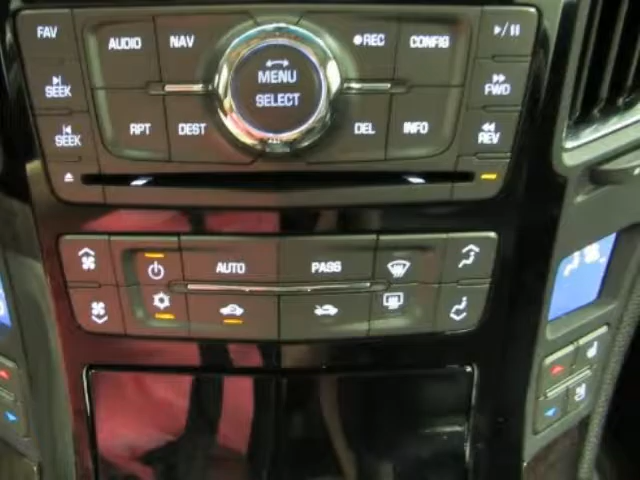 FAV AUDIO NAV MENU REC CONFIG
SEEK SELECT FWD
SEEK RPT DEST DEL INFO REV
AUTO PASS